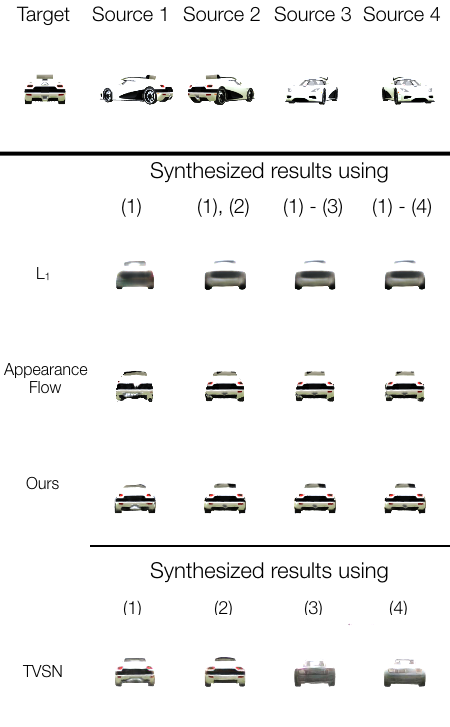 Target Source 1 Source 2 Source 3 Source 4
Synthesized results using
(1) (1), (2) (1) - (3) (1) - (4)
L₁
Appearance
Flow
Ours
Synthesized results using
(1) (2) (3) (4)
TVSN